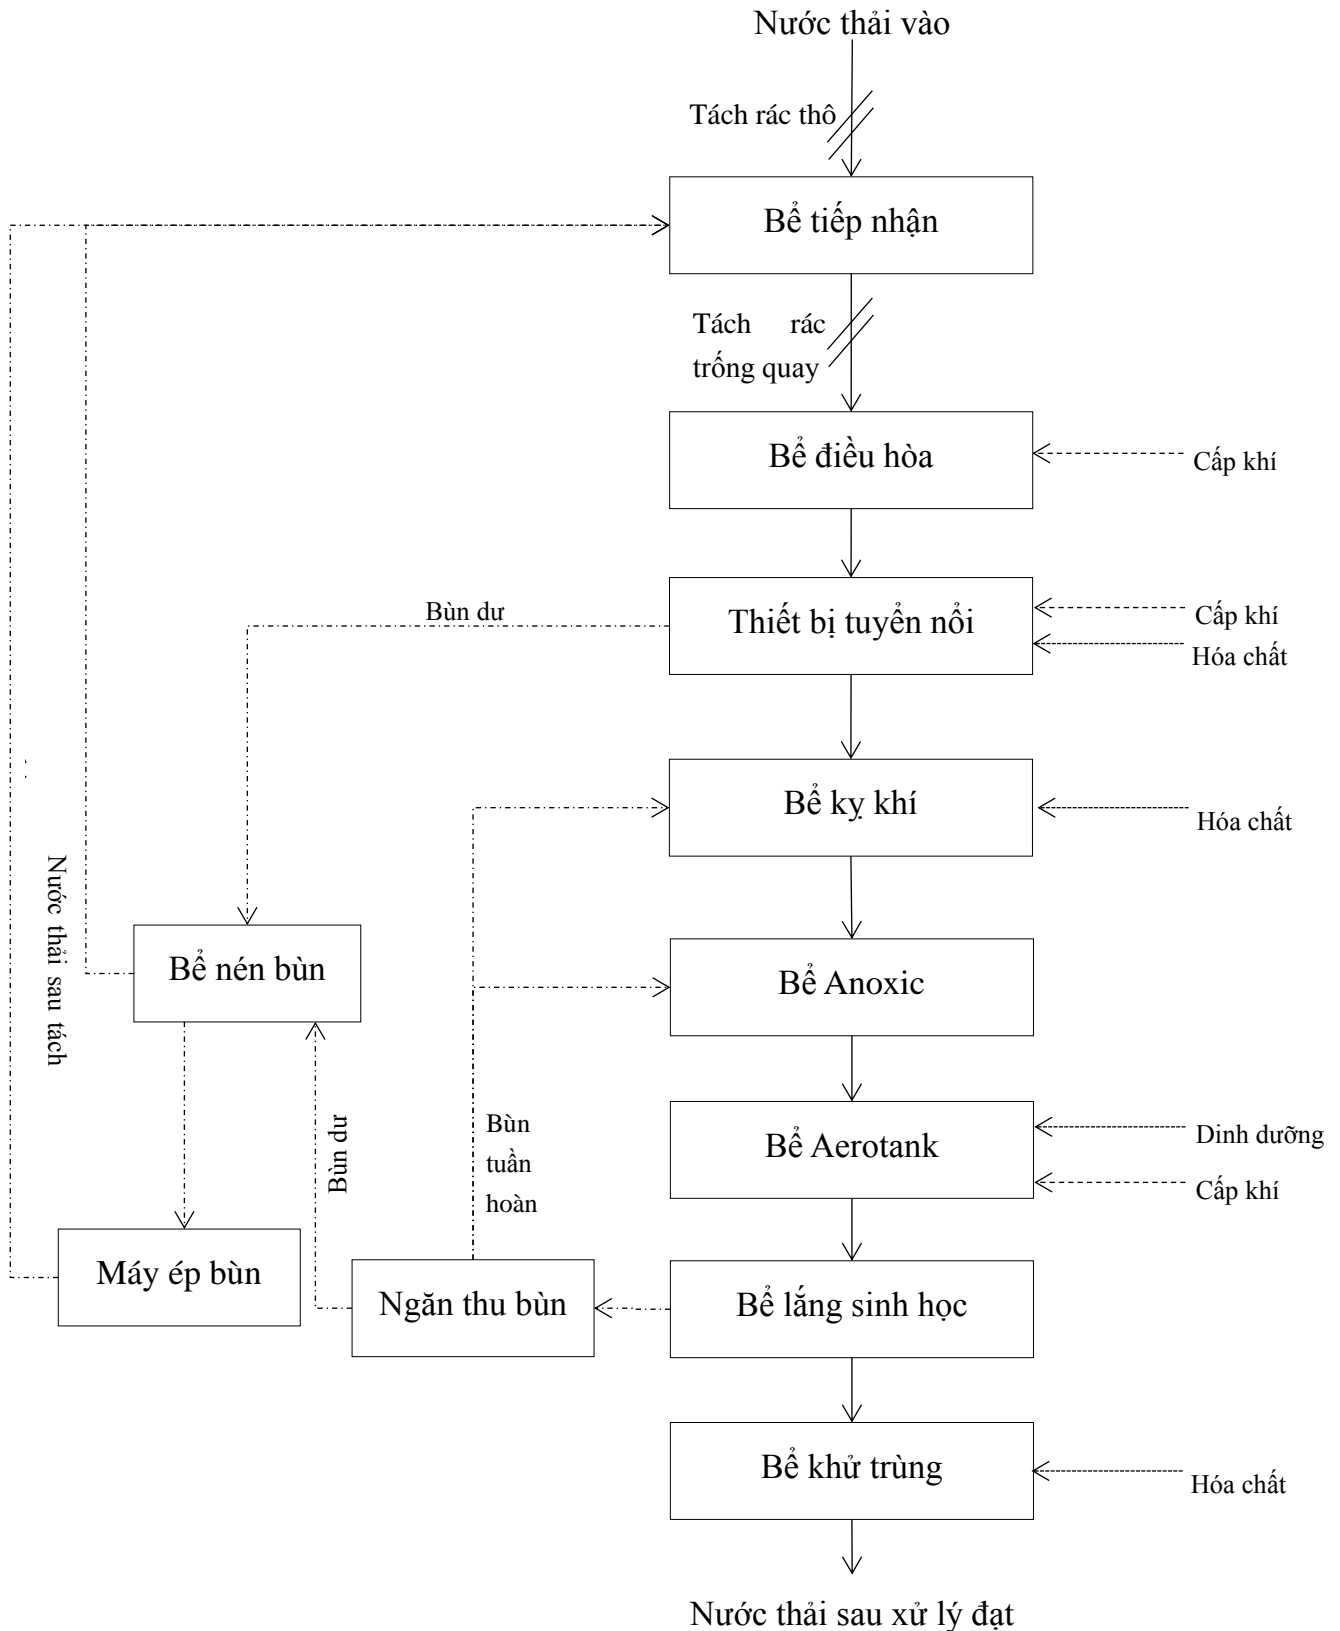 Nước thải vào
Tách rác thô
Bể tiếp nhận
Tách rác
trống quay
Bể điều hòa
Cấp khí
Bùn dư
Thiết bị tuyển nổi
Cấp khí
Hóa chất
Bể kỵ khí
Hóa chất
Nước thải sau tách
Bể nén bùn
Bể Anoxic
Bùn dư
Bùn
tuần
hoàn
Bể Aerotank
Dinh dưỡng
Cấp khí
Máy ép bùn
Ngăn thu bùn
Bể lắng sinh học
Bể khử trùng
Hóa chất
Nước thải sau xử lý đạt